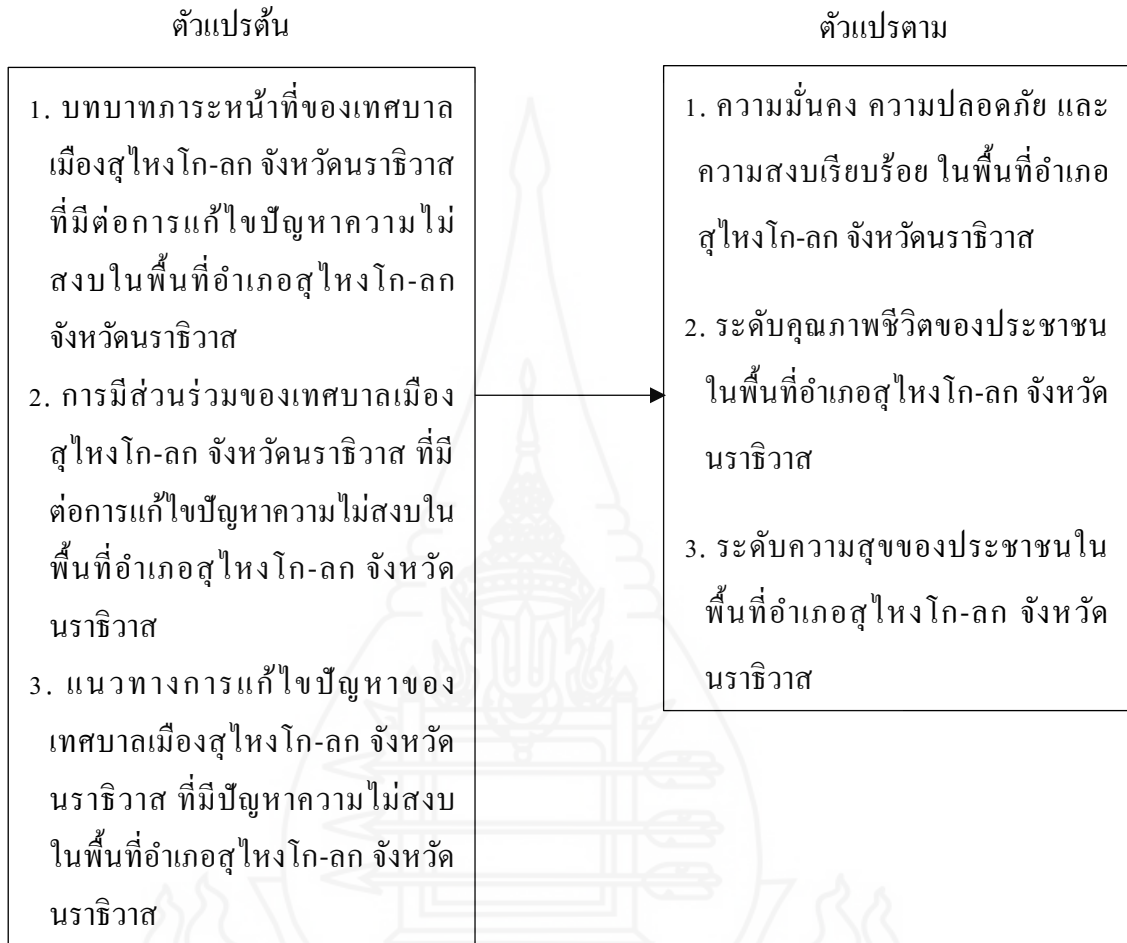 ตัวแปรต้น
1. บทบาทภาระหน้าที่ของเทศบาล
เมืองสุไหงโก-ลก จังหวัดนราธิวาส
ที่มีต่อการแก้ไขปัญหาความไม่
สงบในพื้นที่อำเภอสุไหงโก-ลก
จังหวัดนราธิวาส
2. การมีส่วนร่วมของเทศบาลเมือง
สุไหงโก-ลก จังหวัดนราธิวาส ที่มี
ต่อการแก้ไขปัญหาความไม่สงบใน
พื้นที่อำเภอสุไหงโก-ลก จังหวัด
นราธิวาส
3. แนวทางการแก้ไขปัญหาของ
เทศบาลเมืองสุไหงโก-ลก จังหวัด
นราธิวาส ที่มีปัญหาความไม่สงบ
ในพื้นที่อำเภอสุไหงโก-ลก จังหวัด
นราธิวาส
ตัวแปรตาม
1. ความมั่นคง ความปลอดภัย และ
ความสงบเรียบร้อย ในพื้นที่อำเภอ
สุไหงโก-ลก จังหวัดนราธิวาส
2. ระดับคุณภาพชีวิตของประชาชน
ในพื้นที่อำเภอสุไหงโก-ลก จังหวัด
นราธิวาส
3. ระดับความสุขของประชาชนใน
พื้นที่อำเภอสุไหงโก-ลก จังหวัด
นราธิวาส